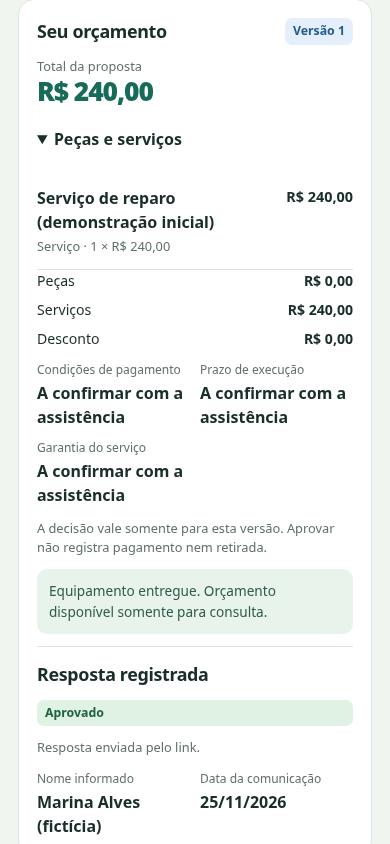 Seu orçamento
Versão 1
Total da proposta
R$ 240,00
▼ Peças e serviços
Serviço de reparo
(demonstração inicial)
R$ 240,00
Serviço · 1 × R$ 240,00
Peças
R$ 0,00
Serviços
R$ 240,00
Desconto
R$ 0,00
Condições de pagamento
A confirmar com a
assistência
Prazo de execução
A confirmar com a
assistência
Garantia do serviço
A confirmar com a
assistência
A decisão vale somente para esta versão. Aprovar
não registra pagamento nem retirada.
Equipamento entregue. Orçamento
disponível somente para consulta.
Resposta registrada
Aprovado
Resposta enviada pelo link.
Nome informado
Marina Alves
(fictícia)
Data da comunicação
25/11/2026